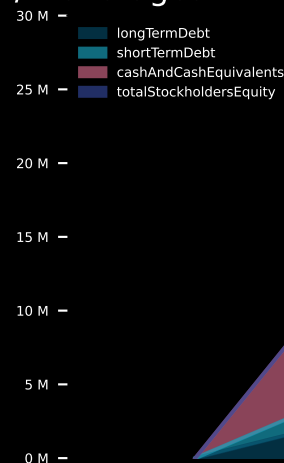 30 M
longTermDebt
shortTermDebt
cashAndCashEquivalents
totalStockholdersEquity
25 M
20 M
15 M
10 M
5 M
0 M